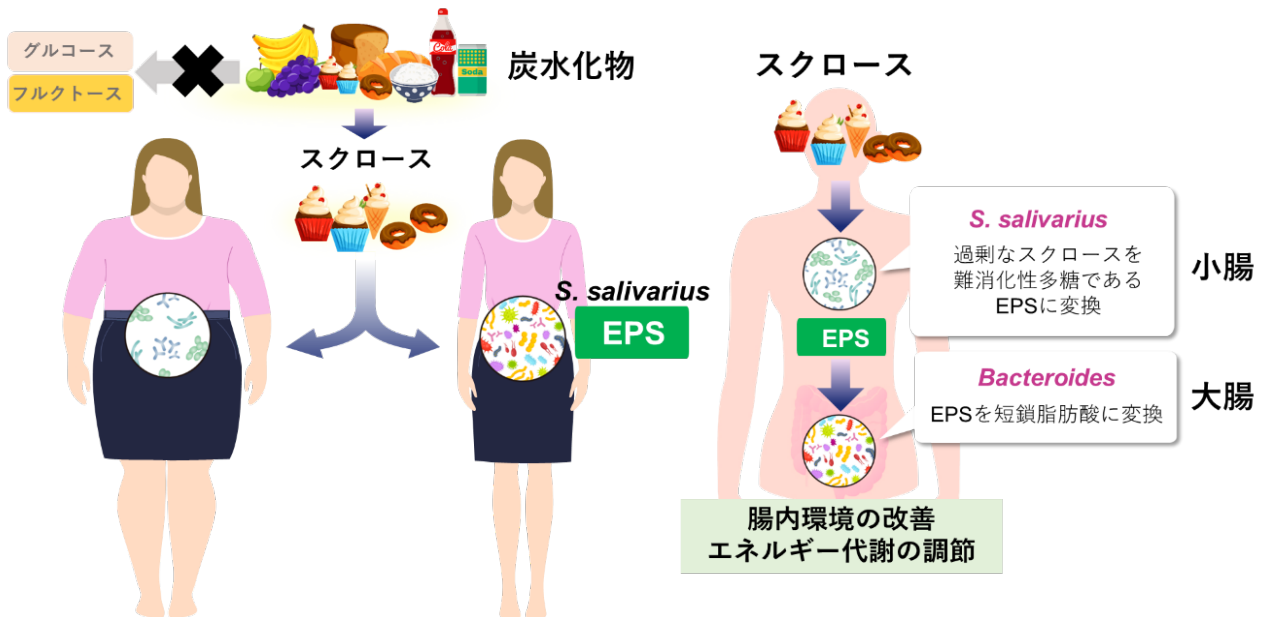 グルコース
フルクトース
Cola
Soda
炭水化物
スクロース
S. salivarius
EPS
スクロース
S. salivarius
過剰なスクロースを
難消化性多糖である
EPSに変換
小腸
EPS
Bacteroides
EPSを短鎖脂肪酸に変換
大腸
腸内環境の改善
エネルギー代謝の調節